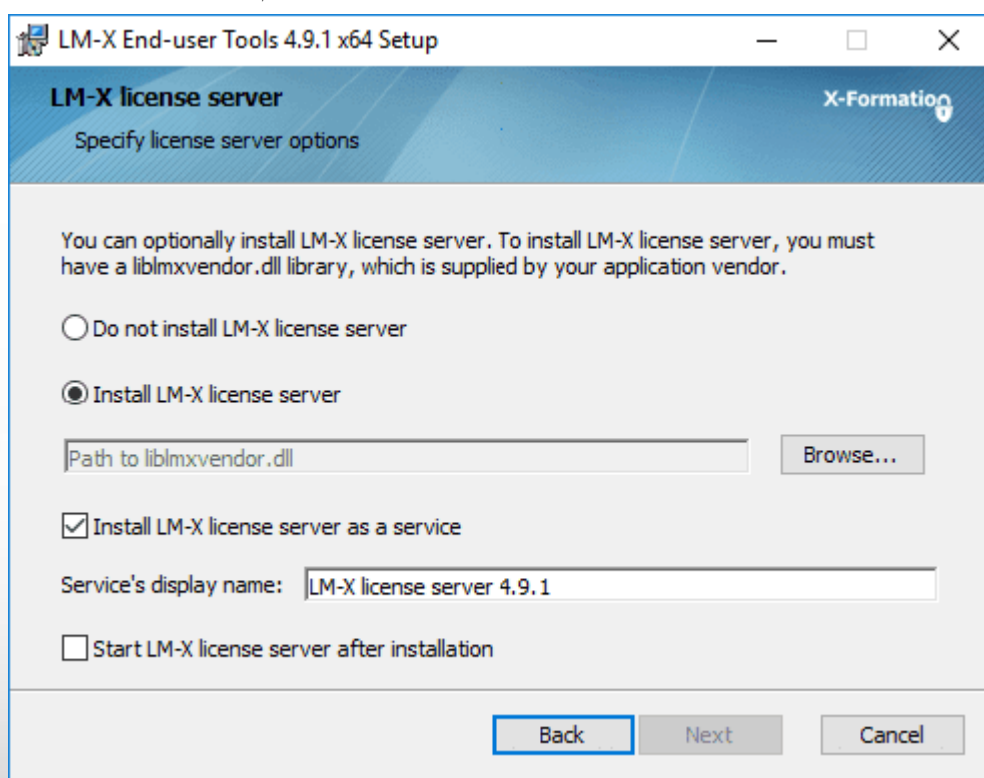 LM-X End-user Tools 4.9.1 x64 Setup
LM-X license server
X-Formation
Specify license server options
You can optionally install LM-X license server. To install LM-X license server, you must
have a liblmxvendor.dll library, which is supplied by your application vendor.
Do not install LM-X license server
Install LM-X license server
Path to liblmxvendor.dll
Browse...
Install LM-X license server as a service
Service's display name:
LM-X license server 4.9.1
Start LM-X license server after installation
Back
Next
Cancel